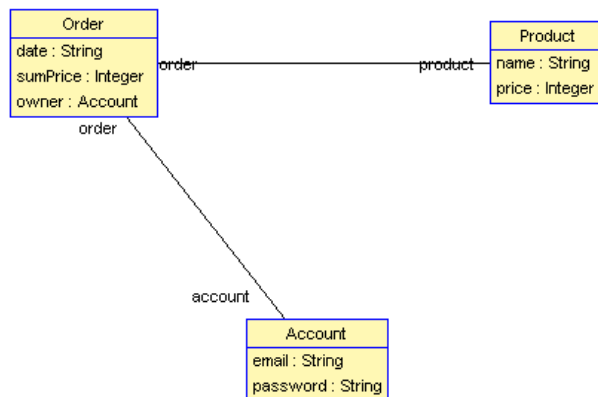 Order
date : String
sumPrice : Integer
owner : Account
order
product
Product
name : String
price : Integer
order
account
Account
email : String
password : String